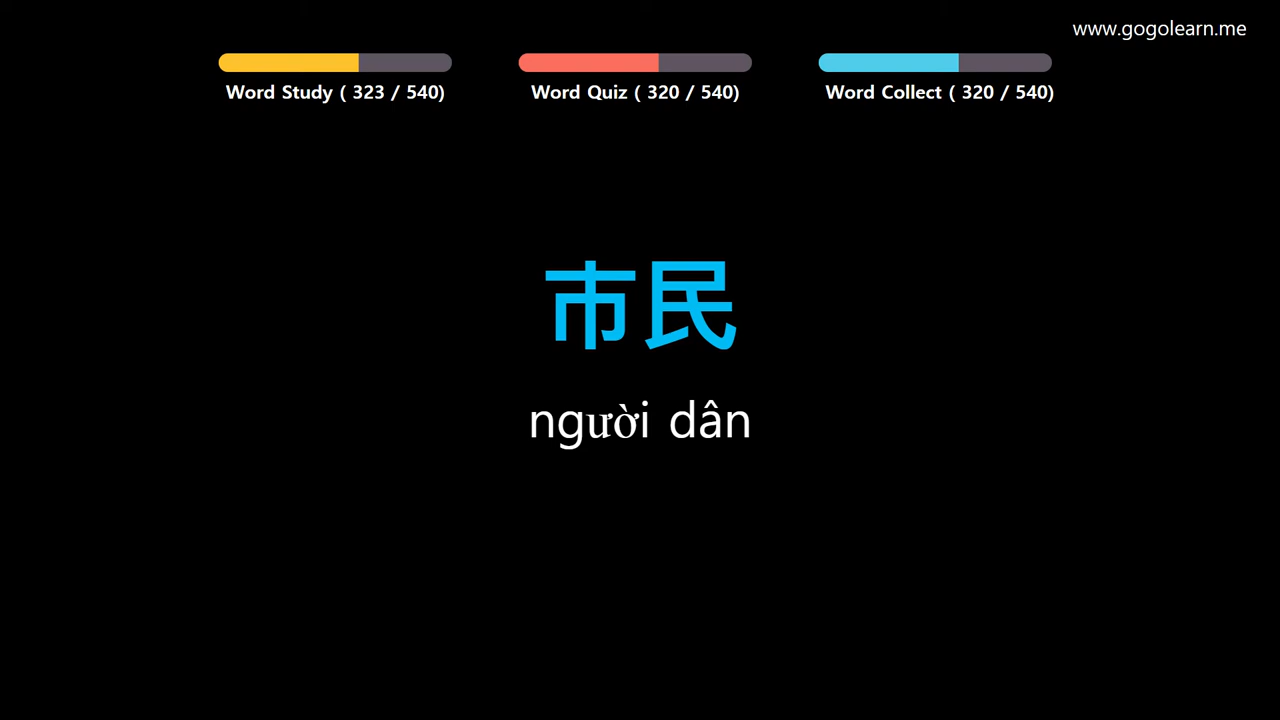 www.gogolearn.me
Word Study ( 323 / 540)
Word Quiz ( 320 / 540)
Word Collect ( 320 / 540)
市民
người dân